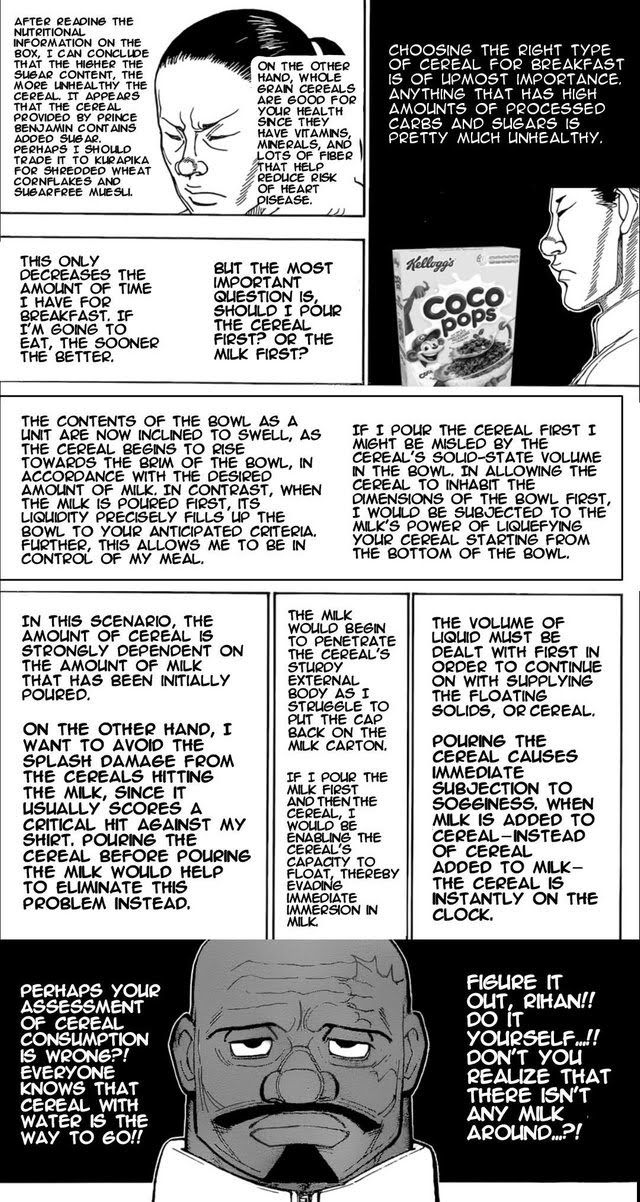 CHOOSING THE RIGHT TYPE
OF CEREAL FOR BREAKFAST
IS OF UPMOST IMPORTANCE.
ANYTHING THAT HAS HIGH
AMOUNTS OF PROCESSED
CARBS AND SUGARS IS
PRETTY MUCH UNHEALTHY.
Kellogg's
COCO
POPS
ON THE OTHER
HAND, WHOLE
GRAIN CEREALS
ARE GOOD FOR
YOUR HEALTH
SINCE THEY
HAVE VITAMINS,
MINERALS, AND
LOTS OF FIBER
THAT HELP
REDUCE RISK
OF HEART
DISEASE.
AFTER READING THE
NUTRITIONAL
INFORMATION ON THE
BOX, I CAN CONCLUDE
THAT THE HIGHER THE
SUGAR CONTENT, THE
MORE UNHEALTHY THE
CEREAL. IT APPEARS
THAT THE CEREAL
PROVIDED BY PRINCE
BENJAMIN CONTAINS
ADDED SUGAR.
PERHAPS I SHOULD
TRADE IT TO KURAPIKA
FOR SHREDDED WHEAT
CORNFLAKES AND
SUGARFREE MUESLI.
BUT THE MOST
IMPORTANT
QUESTION IS,
SHOULD I POUR
THE CEREAL
FIRST? OR THE
MILK FIRST?
THIS ONLY
DECREASES THE
AMOUNT OF TIME
I HAVE FOR
BREAKFAST. IF
I'M GOING TO
EAT, THE SOONER
THE BETTER.
IF I POUR THE CEREAL FIRST I
MIGHT BE MISLED BY THE
CEREAL'S SOLID-STATE VOLUME
IN THE BOWL. IN ALLOWING THE
CEREAL TO INHABIT THE
DIMENSIONS OF THE BOWL FIRST,
I WOULD BE SUBJECTED TO THE
MILK'S POWER OF LIQUEFYING
YOUR CEREAL STARTING FROM
THE BOTTOM OF THE BOWL.
THE CONTENTS OF THE BOWL AS A
UNIT ARE NOW INCLINED TO SWELL, AS
THE CEREAL BEGINS TO RISE
TOWARDS THE BRIM OF THE BOWL, IN
ACCORDANCE WITH THE DESIRED
AMOUNT OF MILK. IN CONTRAST, WHEN
THE MILK IS POURED FIRST, ITS
LIQUIDITY PRECISELY FILLS UP THE
BOWL TO YOUR ANTICIPATED CRITERIA.
FURTHER, THIS ALLOWS ME TO BE IN
CONTROL OF MY MEAL.
THE VOLUME OF
LIQUID MUST BE
DEALT WITH FIRST IN
ORDER TO CONTINUE
ON WITH SUPPLYING
THE FLOATING
SOLIDS, OR CEREAL.
POURING THE
CEREAL CAUSES
IMMEDIATE
SUBJECTION TO
SOGGINESS. WHEN
MILK IS ADDED TO
CEREAL—INSTEAD
OF CEREAL
ADDED TO MILK—
THE CEREAL IS
INSTANTLY ON THE
CLOCK.
THE MILK
WOULD BEGIN
TO PENETRATE
THE CEREAL'S
STURDY
EXTERNAL
BODY AS I
STRUGGLE TO
PUT THE CAP
BACK ON THE
MILK CARTON.
IF I POUR THE
MILK FIRST
AND THEN THE
CEREAL, I
WOULD BE
ENABLING THE
CEREAL'S
CAPACITY TO
FLOAT, THEREBY
EVADING
IMMEDIATE
IMMERSION IN
MILK.
IN THIS SCENARIO, THE
AMOUNT OF CEREAL IS
STRONGLY DEPENDENT ON
THE AMOUNT OF MILK
THAT HAS BEEN INITIALLY
POURED.
ON THE OTHER HAND, I
WANT TO AVOID THE
SPLASH DAMAGE FROM
THE CEREALS HITTING
THE MILK, SINCE IT
USUALLY SCORES A
CRITICAL HIT AGAINST MY
SHIRT. POURING THE
CEREAL BEFORE POURING
THE MILK WOULD HELP
TO ELIMINATE THIS
PROBLEM INSTEAD.
FIGURE IT
OUT, RIHAN!!
DO IT
YOURSELF...!!
DON'T YOU
REALIZE THAT
THERE ISN'T
ANY MILK
AROUND...?!
PERHAPS YOUR
ASSESSMENT
OF CEREAL
CONSUMPTION
IS WRONG?!
EVERYONE
KNOWS THAT
CEREAL WITH
WATER IS THE
WAY TO GO!!